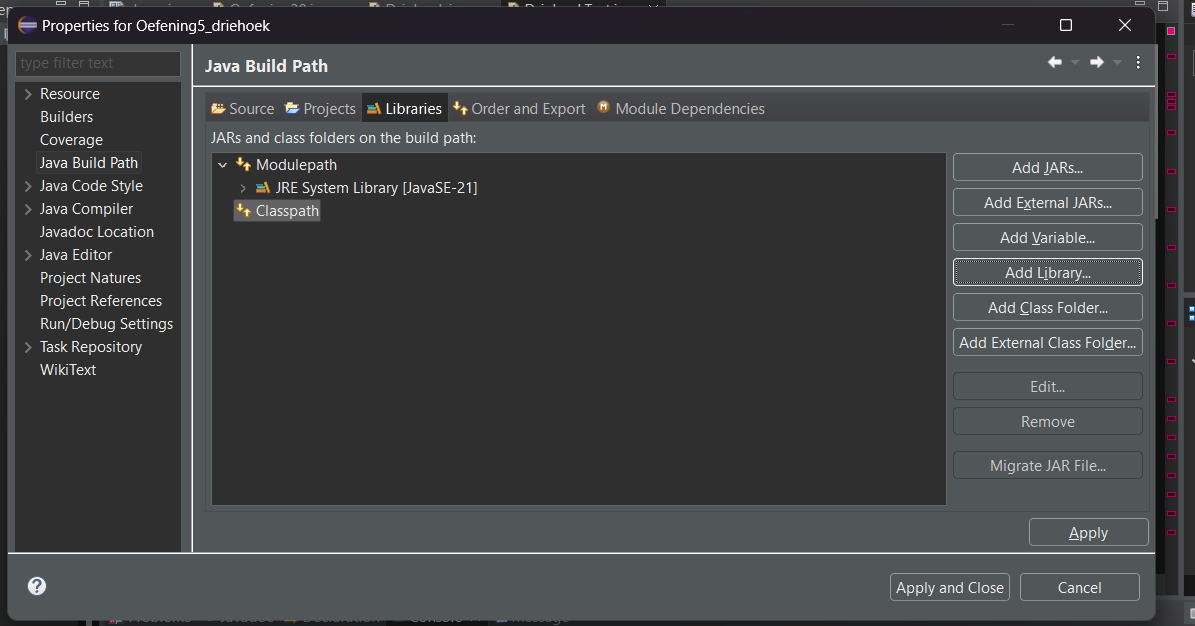 Properties for Oefening5_driehoek
type filter text
Resource
Builders
Coverage
Java Build Path
Java Code Style
Java Compiler
Javadoc Location
Java Editor
Project Natures
Project References
Run/Debug Settings
Task Repository
WikiText
Java Build Path
Source Projects Libraries Order and Export Module Dependencies
JARs and class folders on the build path:
Modulepath
JRE System Library [JavaSE-21]
Classpath
Add JARs...
Add External JARs...
Add Variable...
Add Library...
Add Class Folder...
Add External Class Folder...
Edit...
Remove
Migrate JAR File...
Apply
Apply and Close
Cancel